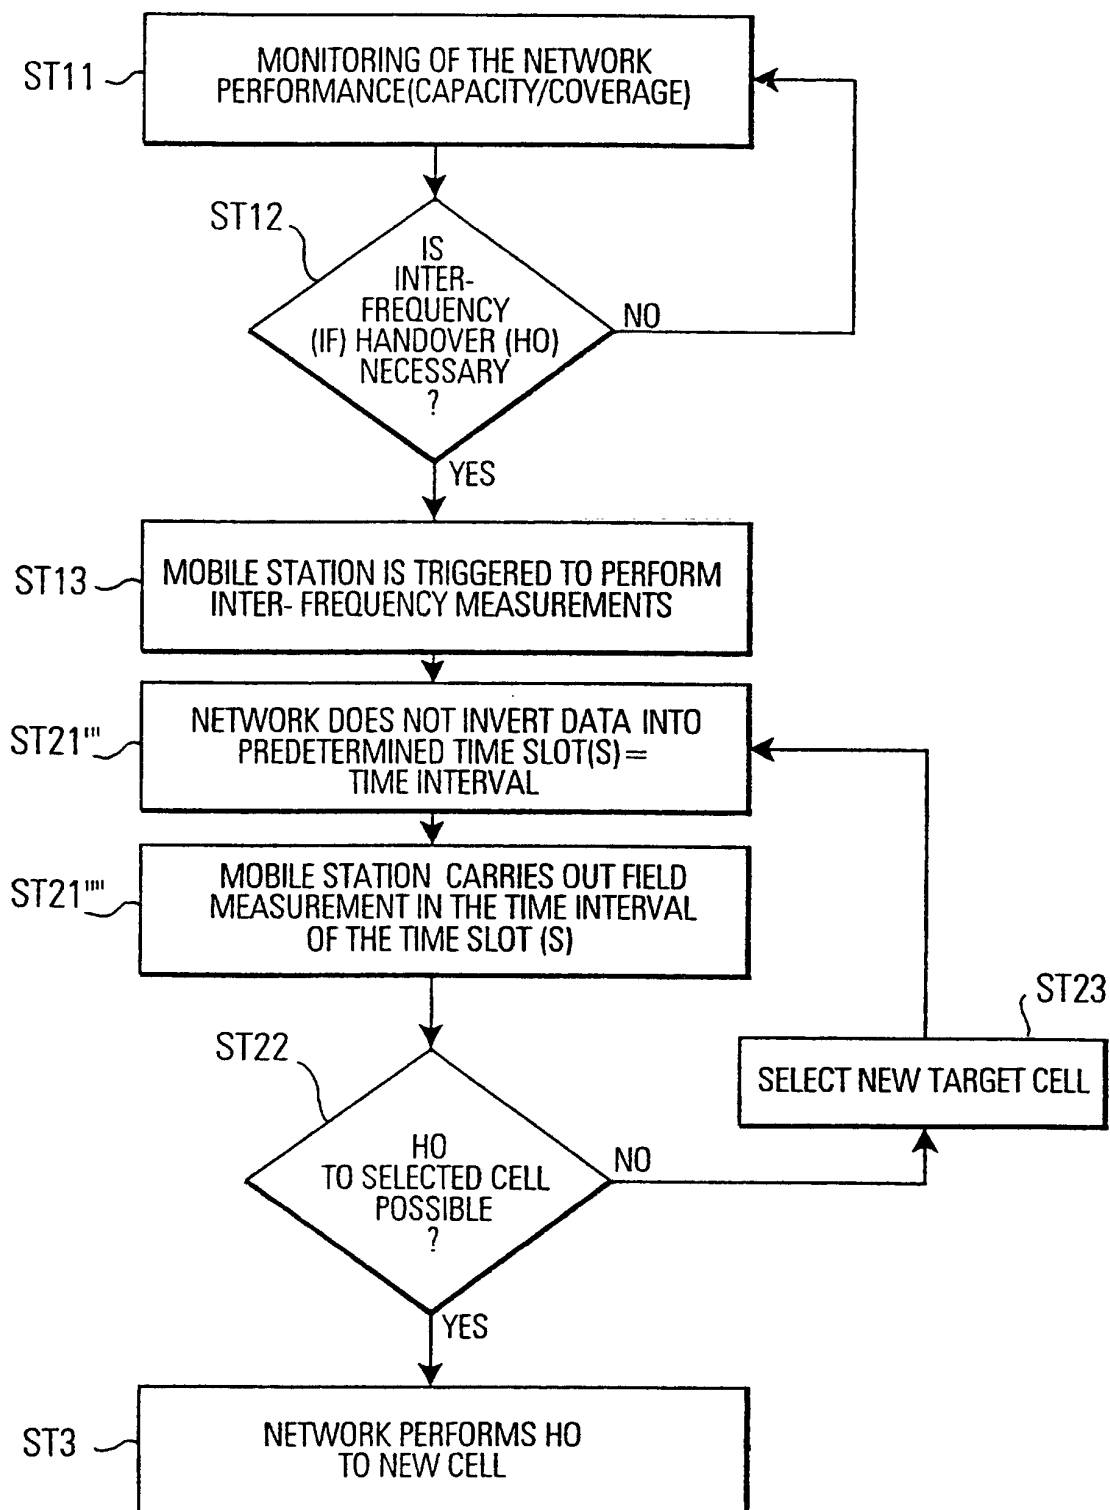 ST11
MONITORING OF THE NETWORK
PERFORMANCE(CAPACITY/COVERAGE)
ST12
IS
INTER-
FREQUENCY
(IF) HANDOVER (HO)
NECESSARY
?
NO
YES
ST13
MOBILE STATION IS TRIGGERED TO PERFORM
INTER- FREQUENCY MEASUREMENTS
ST21'''
NETWORK DOES NOT INVERT DATA INTO
PREDETERMINED TIME SLOT(S)=
TIME INTERVAL
ST21''''
MOBILE STATION CARRIES OUT FIELD
MEASUREMENT IN THE TIME INTERVAL
OF THE TIME SLOT (S)
ST22
HO
TO SELECTED CELL
POSSIBLE
?
NO
ST23
SELECT NEW TARGET CELL
YES
ST3
NETWORK PERFORMS HO
TO NEW CELL